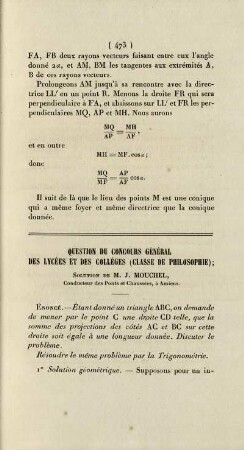 ( 473 )
FA, FB deux rayons vecteurs faisant entre eux l'angle
donné 2α, et AM, BM les tangentes aux extrémités A,
B de ces rayons vecteurs.
Prolongeons AM jusqu'à sa rencontre avec la direc-
trice LL' en un point R. Menons la droite FR qui sera
perpendiculaire à FA, et abaissons sur LL' et FR les per-
pendiculaires MQ, AP et MH. Nous aurons
MQ/AP = MH/AF,
et en outre
MH = MF.cos α;
donc
MQ/MF = AP/AF cos α.
Il suit de là que le lieu des points M est une conique
qui a même foyer et même directrice que la conique
donnée.
QUESTION DU CONCOURS GÉNÉRAL
DES LYCÉES ET DES COLLÉGES (CLASSE DE PHILOSOPHIE);
SOLUTION DE M. J. MOUCHEL,
Conducteur des Ponts et Chaussées, à Amiens.
ÉNONCÉ. — Étant donné un triangle ABC, on demande
de mener par le point C une droite CD telle, que la
somme des projections des côtés AC et BC sur cette
droite soit égale à une longueur donnée. Discuter le
problème.
Résoudre le même problème par la Trigonométrie.
1° Solution géométrique. — Supposons pour un in-